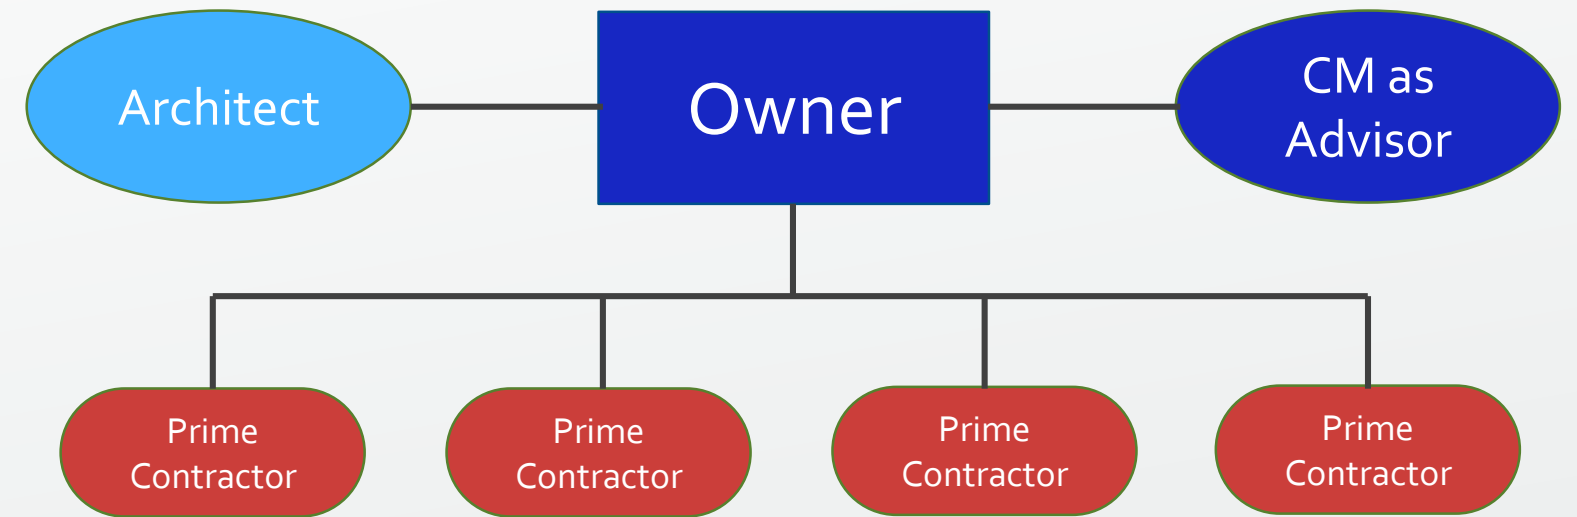 Architect
Owner
CM as
Advisor
Prime
Contractor
Prime
Contractor
Prime
Contractor
Prime
Contractor